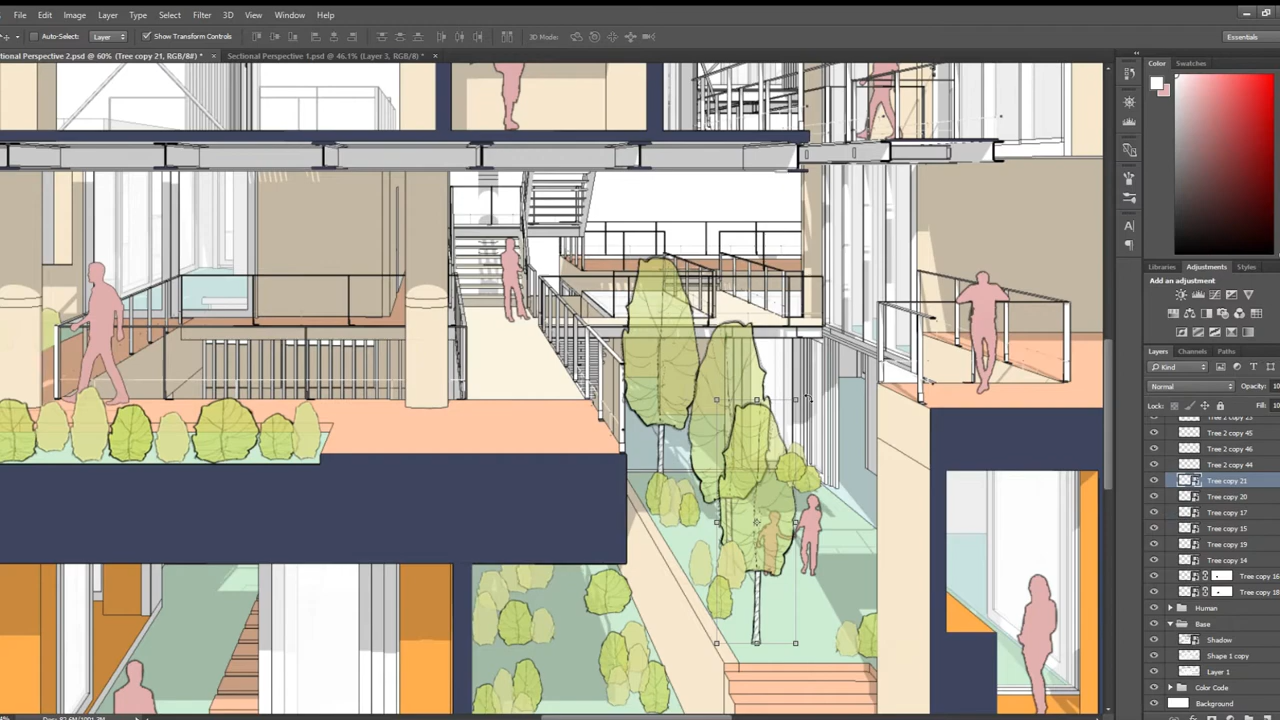 File Edit Image Layer Type Select Filter 3D View Window Help
Auto-Select: Layer Show Transform Controls 3D Mode: Essentials
tional Perspective 2.psd @ 60% (Tree copy 21, RGB/8#) * × Sectional Perspective 1.psd @ 46.1% (Layer 3, RGB/8) * ×
Color Swatches
Libraries Adjustments Styles
Add an adjustment
Layers Channels Paths
Kind
Normal Opacity: 10
Lock: Fill: 10
Tree 2 copy 45
Tree 2 copy 46
Tree 2 copy 44
Tree copy 21
Tree copy 20
Tree copy 17
Tree copy 15
Tree copy 19
Tree copy 14
Tree copy 16
Tree copy 18
Human
Base
Shadow
Shape 1 copy
Layer 1
Color Code
Background